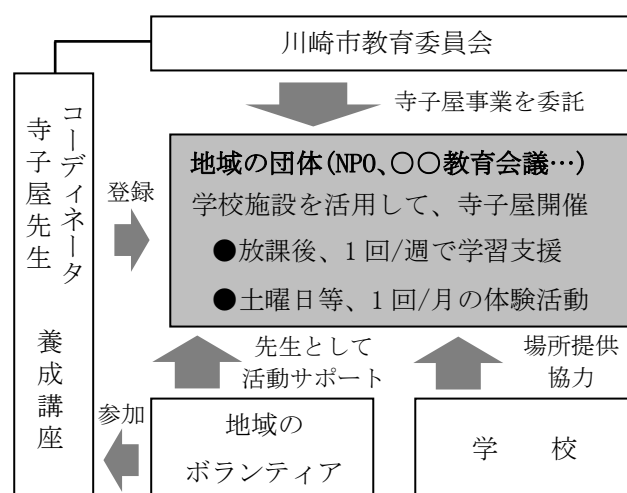 川崎市教育委員会
寺子屋事業を委託
コーディネータ
寺子屋先生
養成講座
登録
地域の団体(NPO、○○教育会議…)
学校施設を活用して、寺子屋開催
●放課後、1回/週で学習支援
●土曜日等、1回/月の体験活動
先生として
活動サポート
場所提供
協力
参加
地域の
ボランティア
学 校